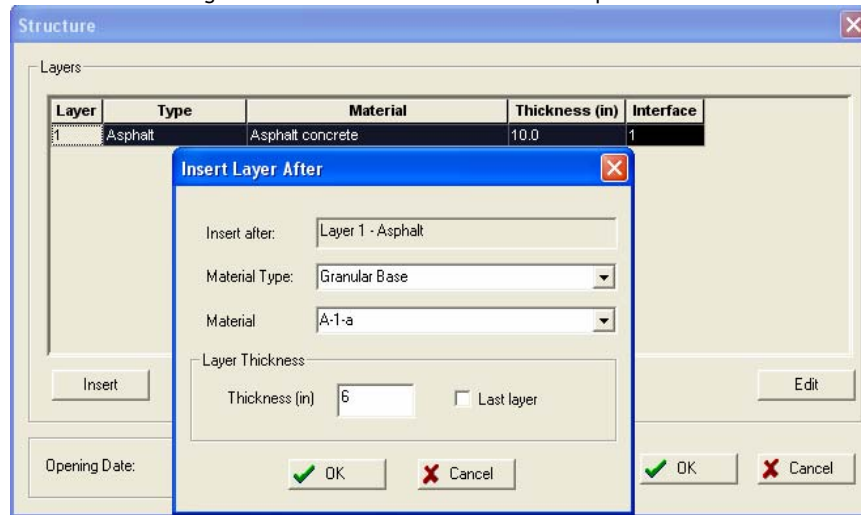 Structure
Layers
Layer Type Material Thickness (in) Interface
1 Asphalt Asphalt concrete 10.0 1
Insert Layer After
Insert after: Layer 1 - Asphalt
Material Type: Granular Base
Material A-1-a
Layer Thickness
Thickness (in) 6 Last layer
Insert Edit
OK Cancel
Opening Date: OK Cancel